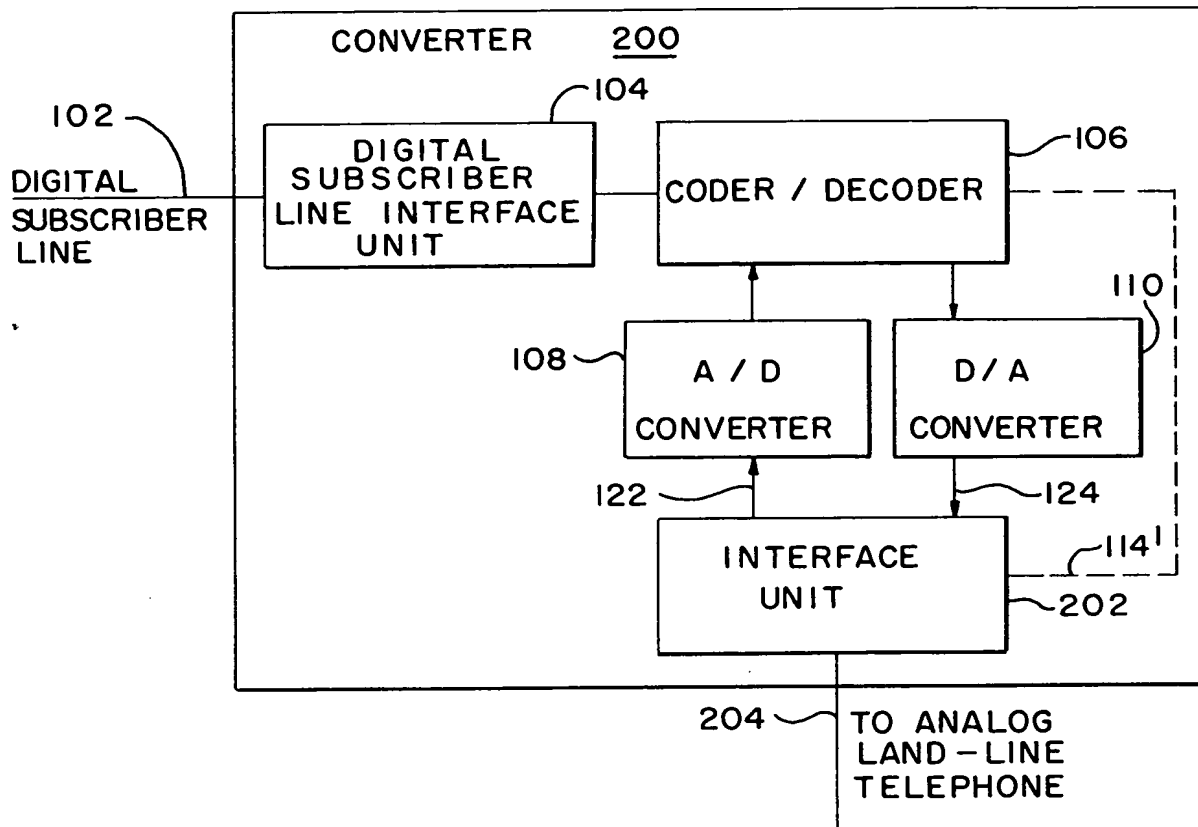 CONVERTER 200
104
102
DIGITAL
SUBSCRIBER
LINE
DIGITAL
SUBSCRIBER
LINE INTERFACE
UNIT
CODER / DECODER
106
110
108
A / D
CONVERTER
D / A
CONVERTER
122
124
INTERFACE
UNIT
114'
202
204
TO ANALOG
LAND-LINE
TELEPHONE